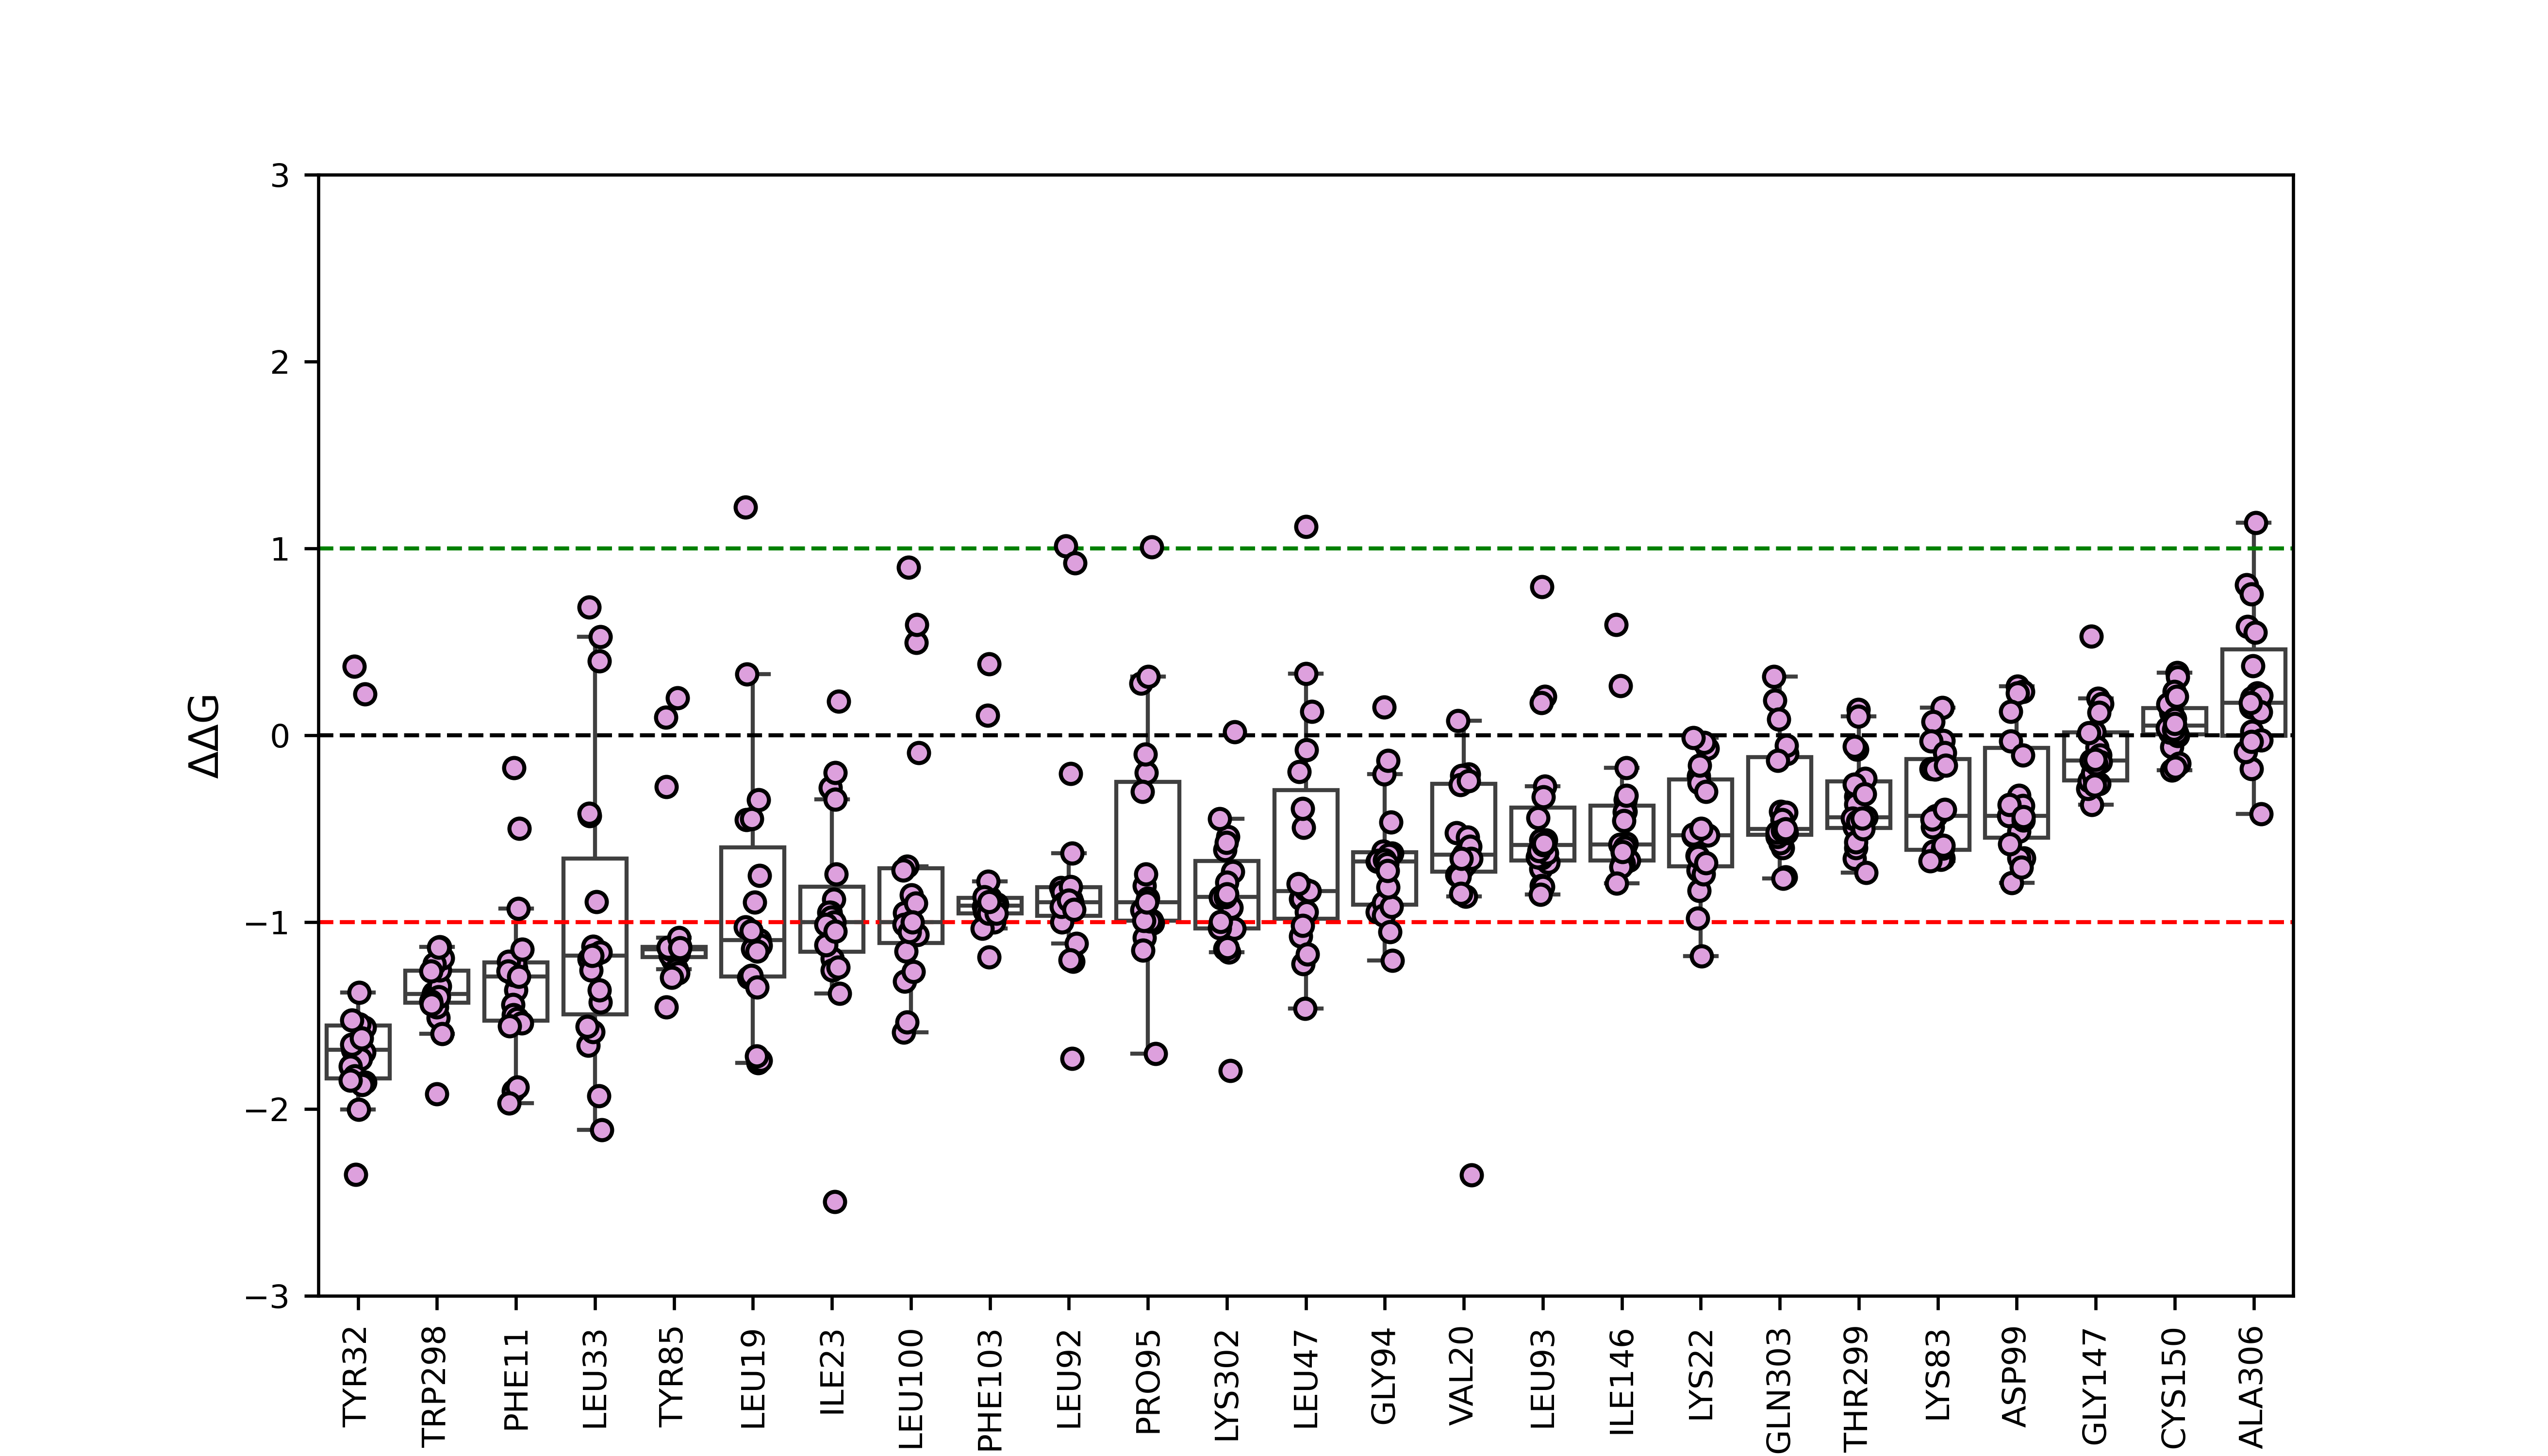 3
2
1
0
−1
−2
−3
ΔΔG
TYR32
TRP298
PHE11
LEU33
TYR85
LEU19
ILE23
LEU100
PHE103
LEU92
PRO95
LYS302
LEU47
GLY94
VAL20
LEU93
ILE146
LYS22
GLN303
THR299
LYS83
ASP99
GLY147
CYS150
ALA306